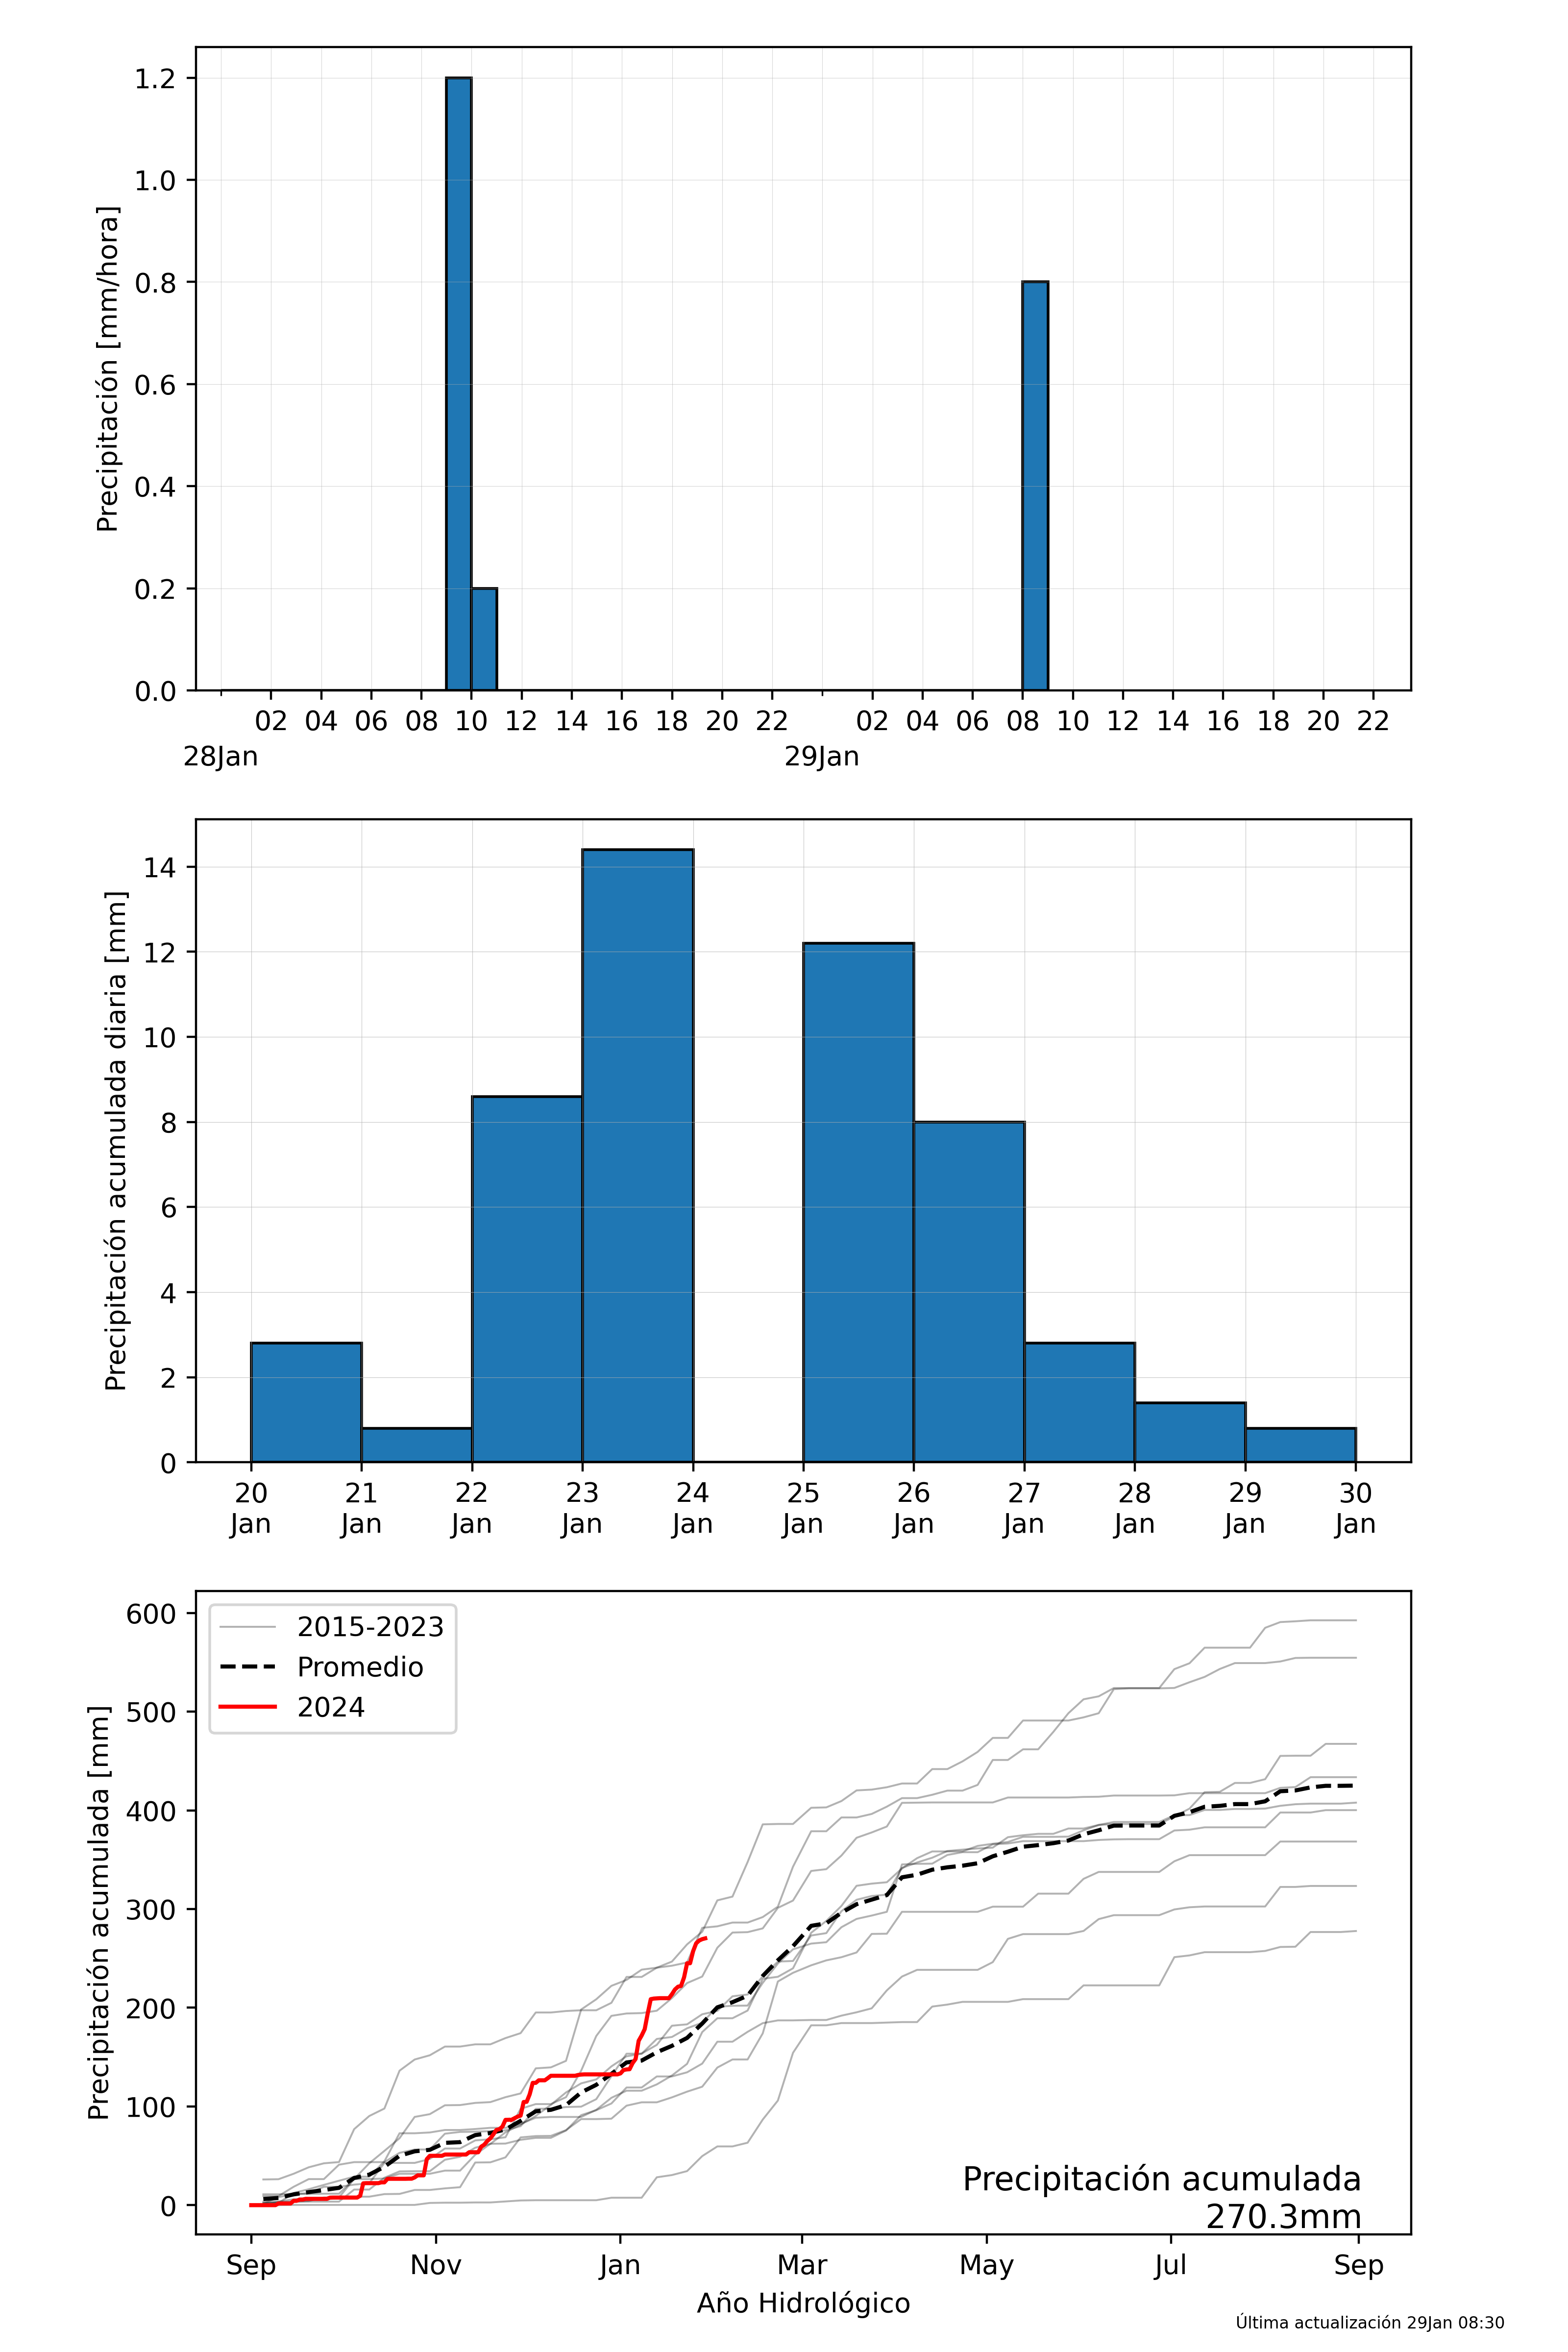 Precipitación [mm/hora]
1.2
1.0
0.8
0.6
0.4
0.2
0.0
02 04 06 08 10 12 14 16 18 20 22 02 04 06 08 10 12 14 16 18 20 22
28Jan 29Jan
Precipitación acumulada diaria [mm]
14
12
10
8
6
4
2
0
20 21 22 23 24 25 26 27 28 29 30
Jan Jan Jan Jan Jan Jan Jan Jan Jan Jan Jan
Precipitación acumulada [mm]
600
500
400
300
200
100
0
2015-2023
Promedio
2024
Precipitación acumulada
270.3mm
Sep Nov Jan Mar May Jul Sep
Año Hidrológico
Última actualización 29Jan 08:30